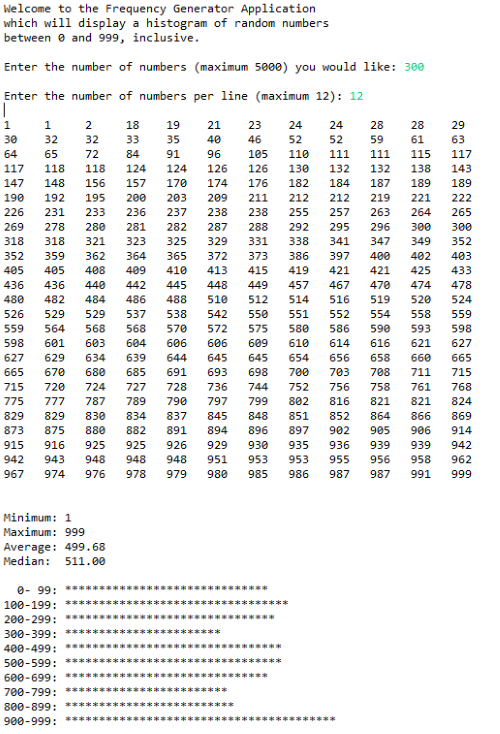 Welcome to the Frequency Generator Application
which will display a histogram of random numbers
between 0 and 999, inclusive.
Enter the number of numbers (maximum 5000) you would like: 300
Enter the number of numbers per line (maximum 12): 12
1 1 2 18 19 21 23 24 24 28 28 29
30 32 32 33 35 40 46 52 52 59 61 63
64 65 72 84 91 96 105 110 111 111 115 117
117 118 118 124 124 126 126 130 132 132 138 143
147 148 156 157 170 174 176 182 184 187 189 189
190 192 195 200 203 209 211 212 212 219 221 222
226 231 233 236 237 238 238 255 257 263 264 265
269 278 280 281 282 287 288 292 295 296 300 300
318 318 321 323 325 329 331 338 341 347 349 352
352 359 362 364 365 372 373 386 397 400 402 403
405 405 408 409 410 413 415 419 421 421 425 433
436 436 440 442 445 448 449 457 467 470 474 478
480 482 484 486 488 510 512 514 516 519 520 524
526 529 529 537 538 542 550 551 552 554 558 559
559 564 568 568 570 572 575 580 586 590 593 598
598 601 603 604 606 606 609 610 614 616 621 627
627 629 634 639 644 645 645 654 656 658 660 665
665 670 680 685 691 693 698 700 703 708 711 715
715 720 724 727 728 736 744 752 756 758 761 768
775 777 787 789 790 797 799 802 816 821 821 824
829 829 830 834 837 845 848 851 852 864 866 869
873 875 880 882 891 894 896 897 902 905 906 914
915 916 925 925 926 929 930 935 936 939 939 942
942 943 948 948 948 951 953 953 955 956 958 962
967 974 976 978 979 980 985 986 987 987 991 999
Minimum: 1
Maximum: 999
Average: 499.68
Median: 511.00
0- 99: ******************************
100-199: *********************************
200-299: *******************************
300-399: ***********************
400-499: ********************************
500-599: ********************************
600-699: ******************************
700-799: ************************
800-899: *************************
900-999: ****************************************